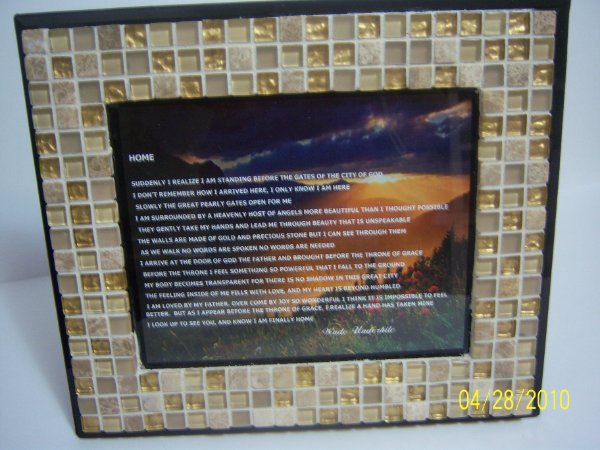 HOME
SUDDENLY I REALIZE I AM STANDING BEFORE THE GATES OF THE CITY OF GOD
I DON'T REMEMBER HOW I ARRIVED HERE, I ONLY KNOW I AM HERE
SLOWLY THE GREAT PEARLY GATES OPEN FOR ME
I AM SURROUNDED BY A HEAVENLY HOST OF ANGELS MORE BEAUTIFUL THAN I THOUGHT POSSIBLE
THEY GENTLY TAKE MY HANDS AND LEAD ME THROUGH BEAUTY THAT IS UNSPEAKABLE
THE WALLS ARE MADE OF GOLD AND PRECIOUS STONE BUT I CAN SEE THROUGH THEM
AS WE WALK NO WORDS ARE SPOKEN NO WORDS ARE NEEDED
I ARRIVE AT THE DOOR OF GOD THE FATHER AND BROUGHT BEFORE THE THRONE OF GRACE
BEFORE THE THRONE I FEEL SOMETHING SO POWERFUL THAT I FALL TO THE GROUND
MY BODY BECOMES TRANSPARENT FOR THERE IS NO SHADOW IN THIS GREAT CITY
THE FEELING INSIDE OF ME FILLS WITH LOVE, AND MY HEART IS BEYOND HUMBLED
I AM LOVED BY MY FATHER. OVER COME BY JOY SO WONDERFUL I THINK IT IS IMPOSSIBLE TO FEEL
BETTER. BUT AS I APPEAR BEFORE THE THRONE OF GRACE, I REALIZE A HAND HAS TAKEN MINE
I LOOK UP TO SEE YOU, AND KNOW I AM FINALLY HOME
Wade Underhile
04/28/2010